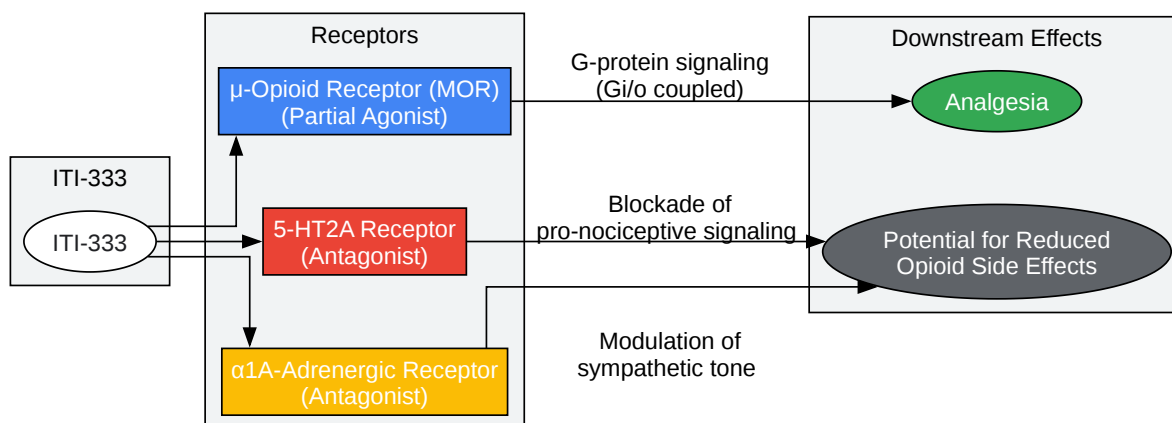 ITI-333
ITI-333
Receptors
μ-Opioid Receptor (MOR)
(Partial Agonist)
5-HT2A Receptor
(Antagonist)
α1A-Adrenergic Receptor
(Antagonist)
G-protein signaling
(Gi/o coupled)
Blockade of
pro-nociceptive signaling
Modulation of
sympathetic tone
Downstream Effects
Analgesia
Potential for Reduced
Opioid Side Effects